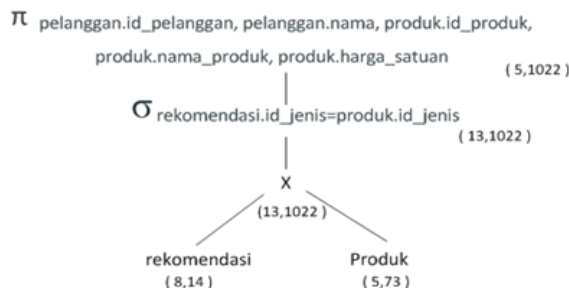 π pelanggan.id_pelanggan, pelanggan.nama, produk.id_produk,
produk.nama_produk, produk.harga_satuan
(5,1022)
σ rekomendasi.id_jenis=produk.id_jenis
(13,1022)
X
(13,1022 )
rekomendasi Produk
(8,14) (5,73)